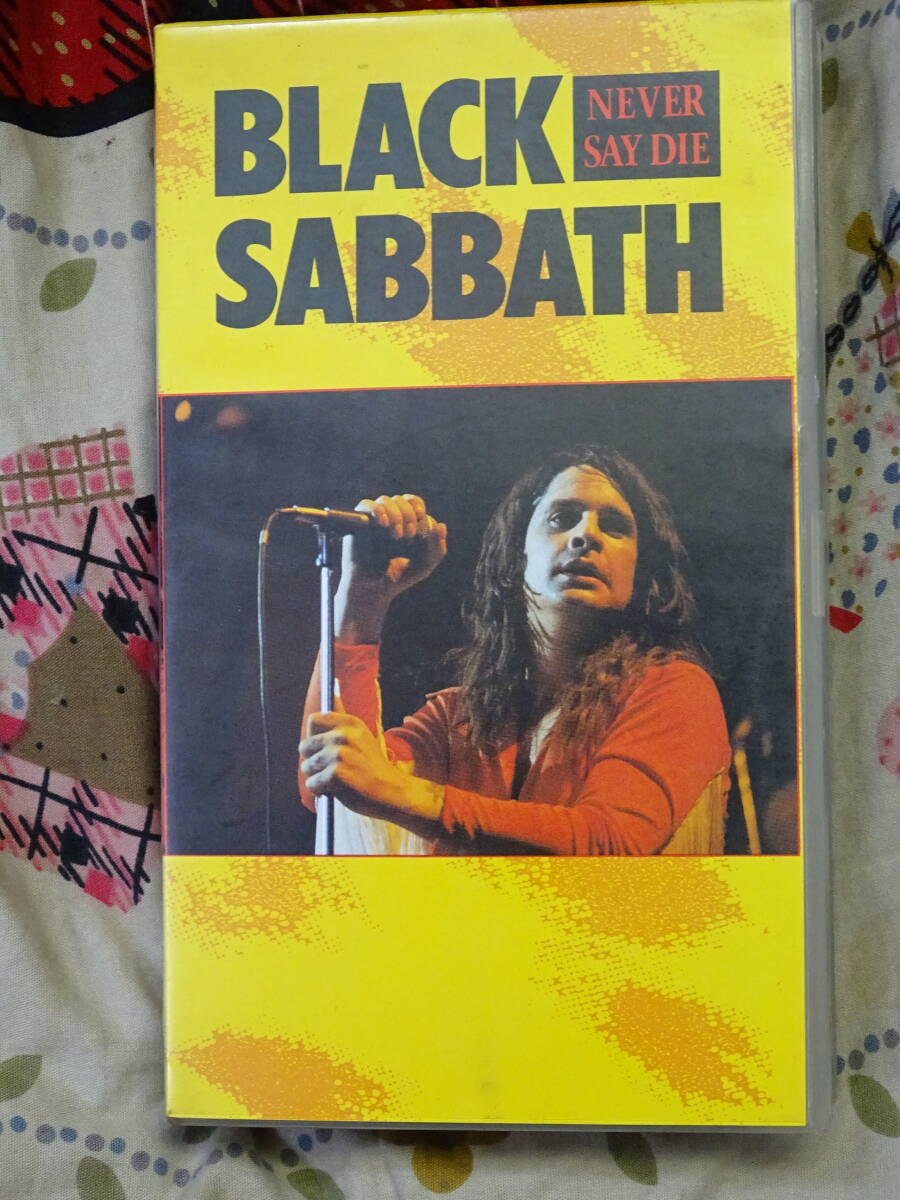 BLACK
NEVER
SAY DIE
SABBATH